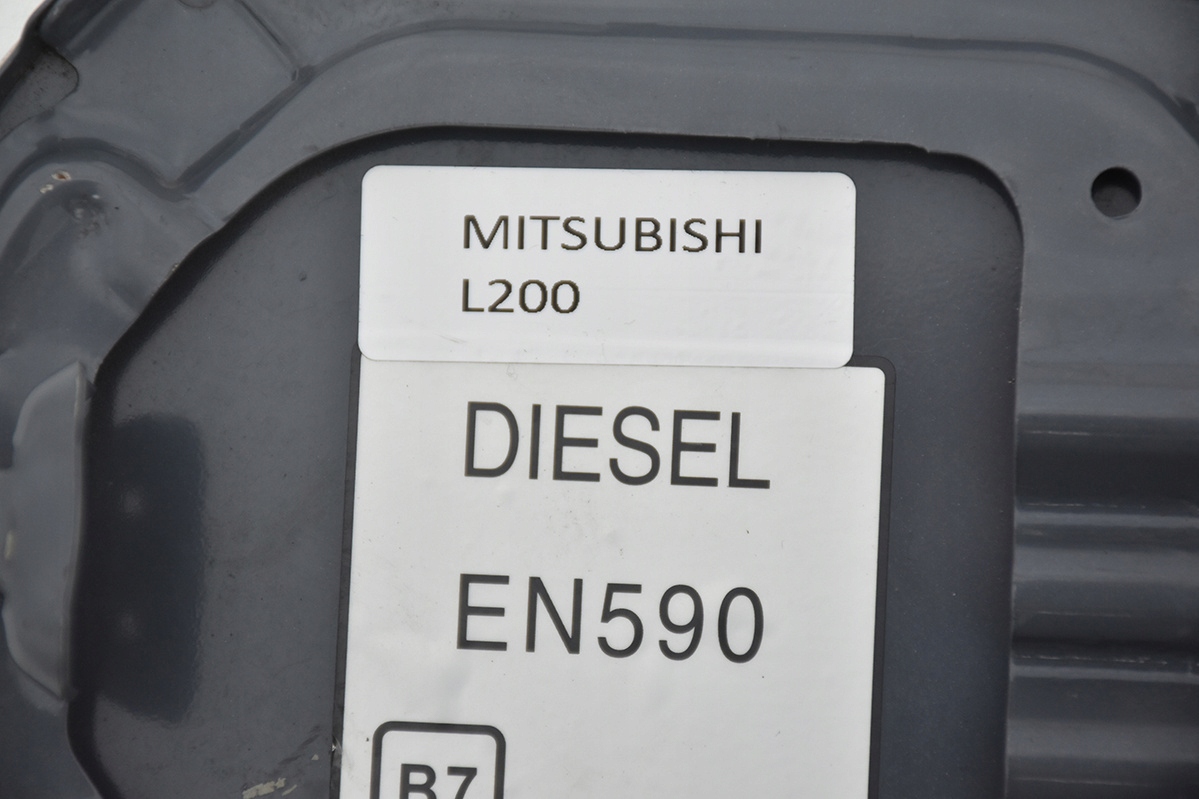 MITSUBISHI
L200
DIESEL
EN590
B7